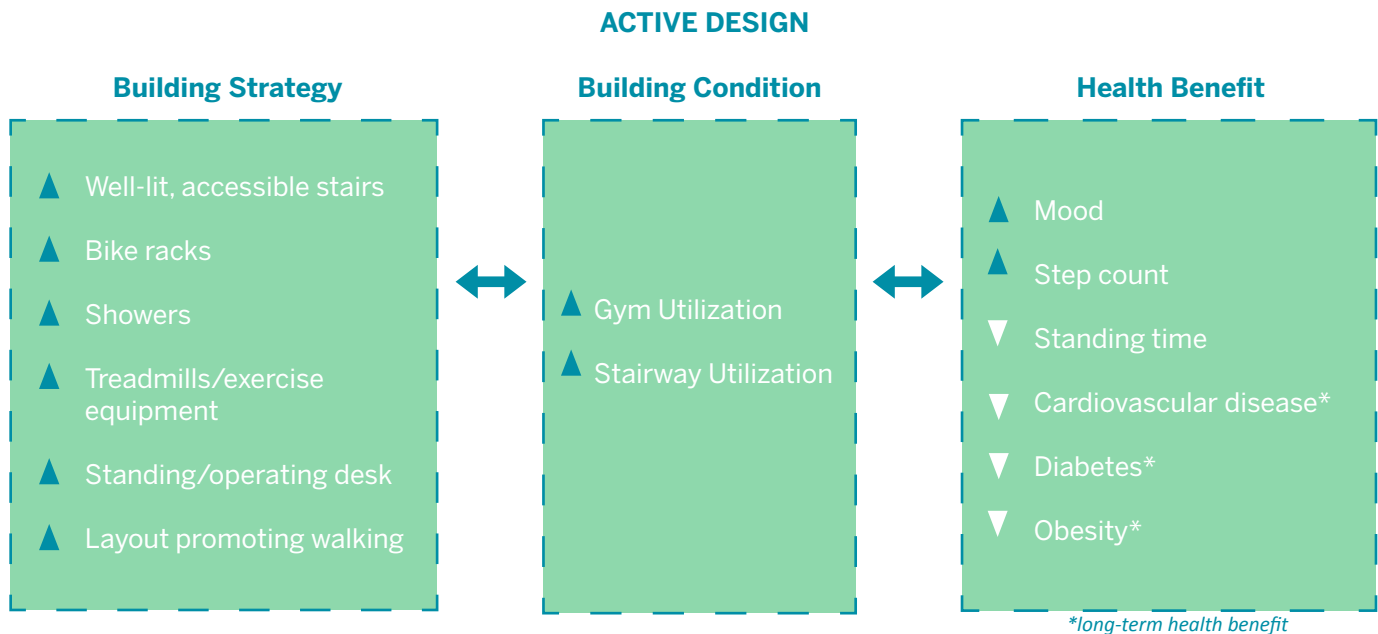 ACTIVE DESIGN
Building Strategy
Well-lit, accessible stairs
Bike racks
Showers
Treadmills/exercise
equipment
Standing/operating desk
Layout promoting walking
Building Condition
Gym Utilization
Stairway Utilization
Health Benefit
Mood
Step count
Standing time
Cardiovascular disease*
Diabetes*
Obesity*
*long-term health benefit